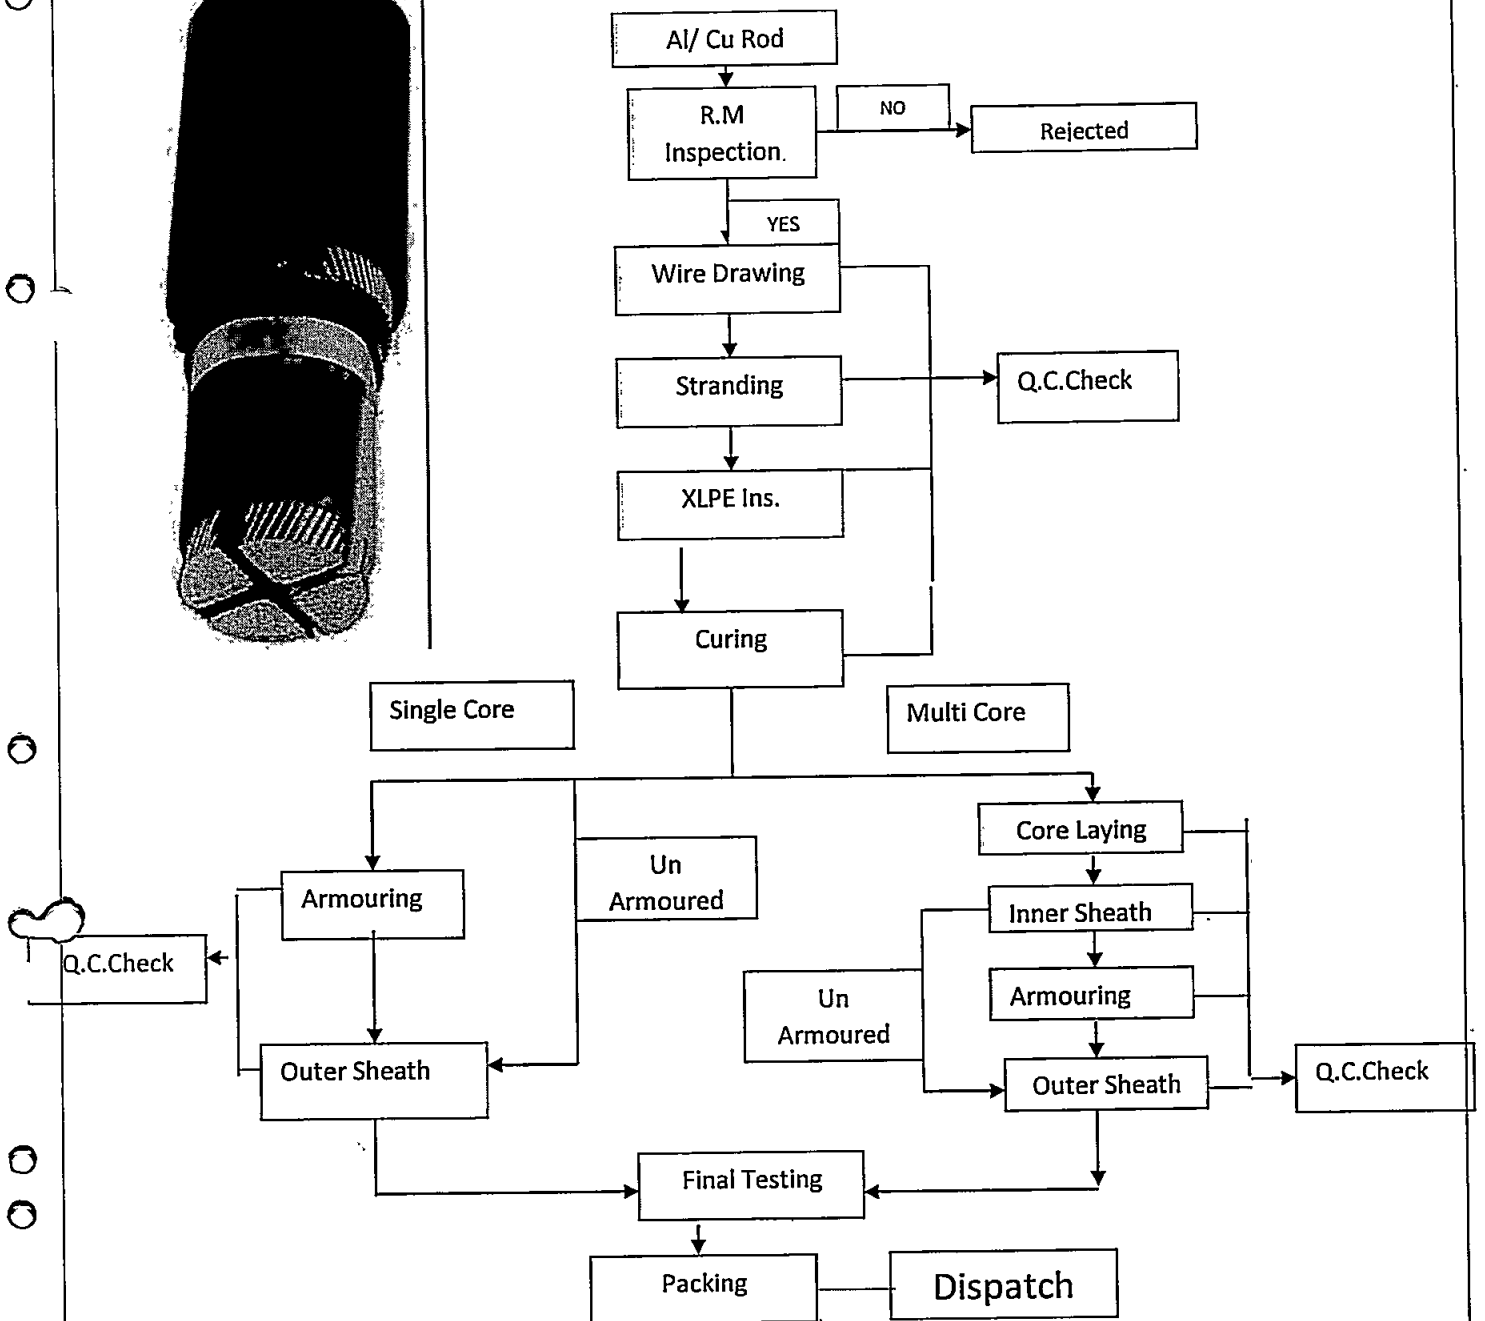 Al/ Cu Rod
R.M
Inspection.
NO
Rejected
YES
Wire Drawing
Stranding
Q.C.Check
XLPE Ins.
Curing
Single Core
Multi Core
Core Laying
Un
Armoured
Armouring
Inner Sheath
Q.C.Check
Un
Armoured
Armouring
Outer Sheath
Outer Sheath
Q.C.Check
Final Testing
Packing
Dispatch